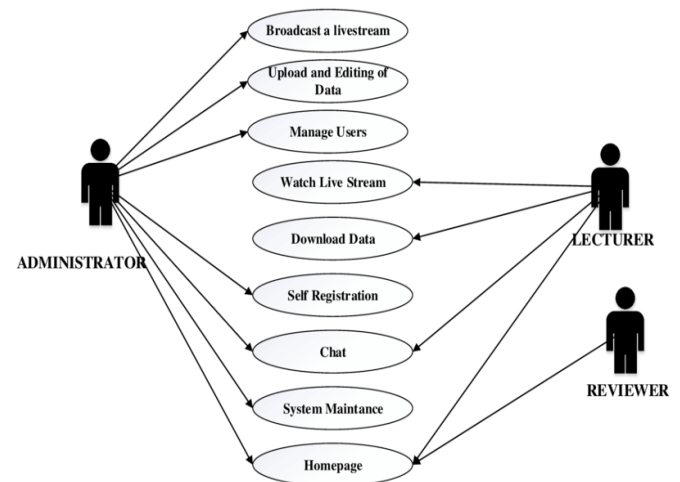 Broadcast a livestream
Upload and Editing of
Data
Manage Users
Watch Live Stream
Download Data
LECTURER
ADMINISTRATOR
Self Registration
Chat
REVIEWER
System Maintance
Homepage